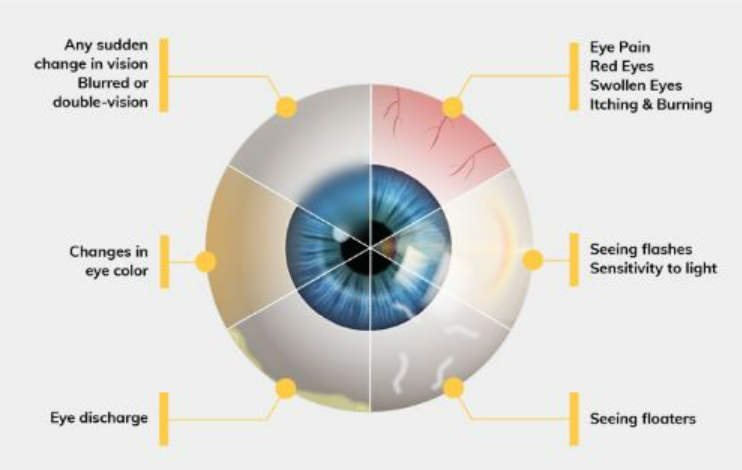 Any sudden
change in vision
Blurred or
double-vision
Eye Pain
Red Eyes
Swollen Eyes
Itching & Burning
Changes in
eye color
Seeing flashes
Sensitivity to light
Eye discharge
Seeing floaters